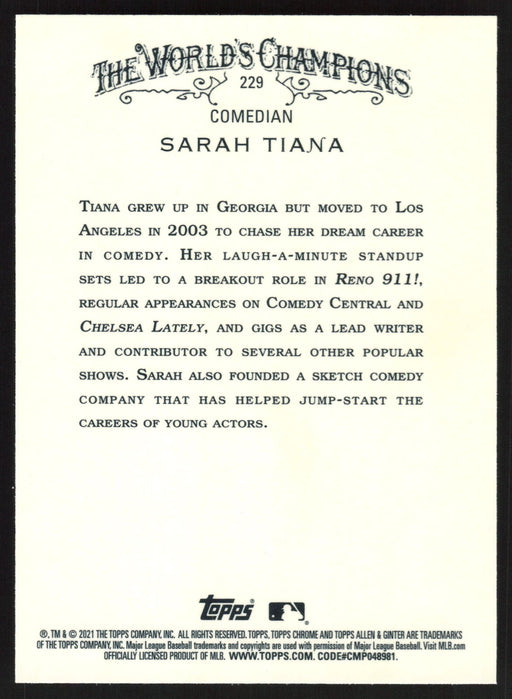 THE WORLD'S CHAMPIONS
229
COMEDIAN
SARAH TIANA
TIANA GREW UP IN GEORGIA BUT MOVED TO LOS
ANGELES IN 2003 TO CHASE HER DREAM CAREER
IN COMEDY. HER LAUGH-A-MINUTE STANDUP
SETS LED TO A BREAKOUT ROLE IN RENO 911!,
REGULAR APPEARANCES ON COMEDY CENTRAL AND
CHELSEA LATELY, AND GIGS AS A LEAD WRITER
AND CONTRIBUTOR TO SEVERAL OTHER POPULAR
SHOWS. SARAH ALSO FOUNDED A SKETCH COMEDY
COMPANY THAT HAS HELPED JUMP-START THE
CAREERS OF YOUNG ACTORS.
topps®
®, TM & © 2021 THE TOPPS COMPANY, INC. ALL RIGHTS RESERVED. TOPPS, TOPPS CHROME AND TOPPS ALLEN & GINTER ARE TRADEMARKS
OF THE TOPPS COMPANY, INC. Major League Baseball trademarks and copyrights are used with permission of Major League Baseball. Visit MLB.com
OFFICIALLY LICENSED PRODUCT OF MLB. WWW.TOPPS.COM. CODE#CMP048981.